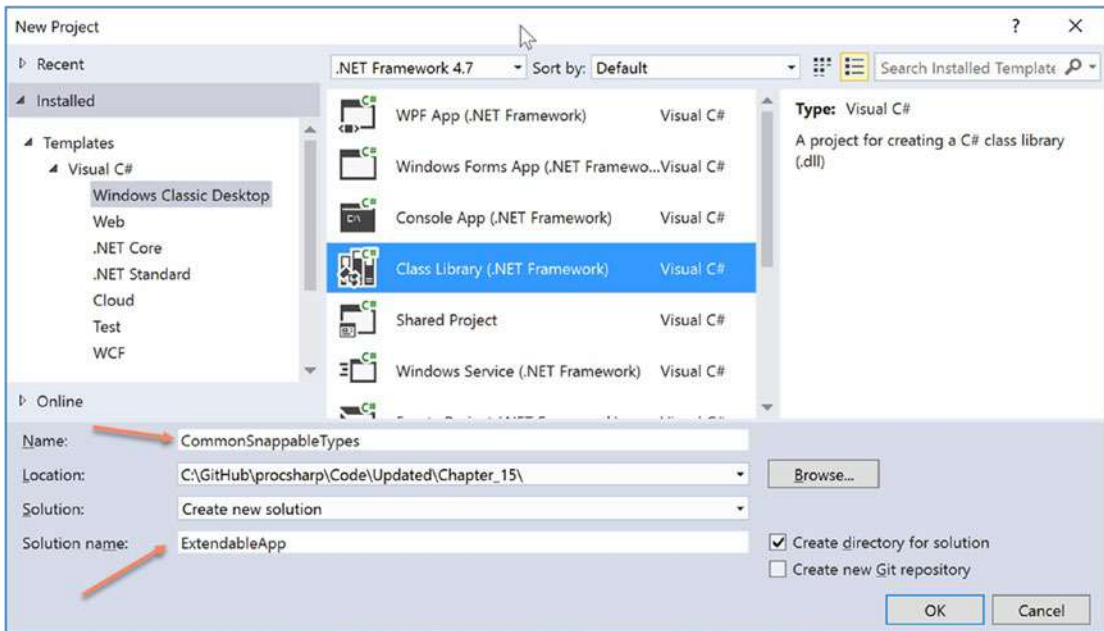 New Project
?
Recent
.NET Framework 4.7
Sort by: Default
Search Installed Template
Installed
Templates
Visual C#
Windows Classic Desktop
Web
.NET Core
.NET Standard
Cloud
Test
WCF
Online
WPF App (.NET Framework) Visual C#
Windows Forms App (.NET Framewo...Visual C#
Console App (.NET Framework) Visual C#
Class Library (.NET Framework) Visual C#
Shared Project Visual C#
Windows Service (.NET Framework) Visual C#
Type: Visual C#
A project for creating a C# class library
(.dll)
Name: CommonSnappableTypes
Location: C:\GitHub\procsharp\Code\Updated\Chapter_15\
Browse...
Solution: Create new solution
Solution name: ExtendableApp
Create directory for solution
Create new Git repository
OK
Cancel